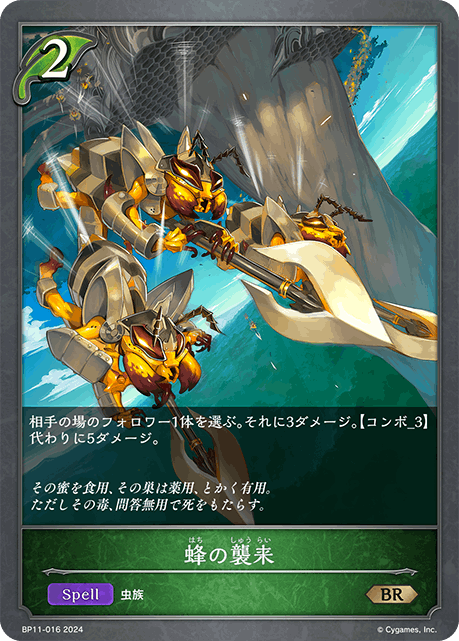 2
相手の場のフォロワー1体を選ぶ。それに3ダメージ。【コンボ_3】
代わりに5ダメージ。
その蜜を食用、その巣は薬用、とかく有用。
ただしその毒、問答無用で死をもたらす。
はち しゅうらい
蜂の襲来
Spell 虫族 BR
BP11-016 2024 © Cygames, Inc.